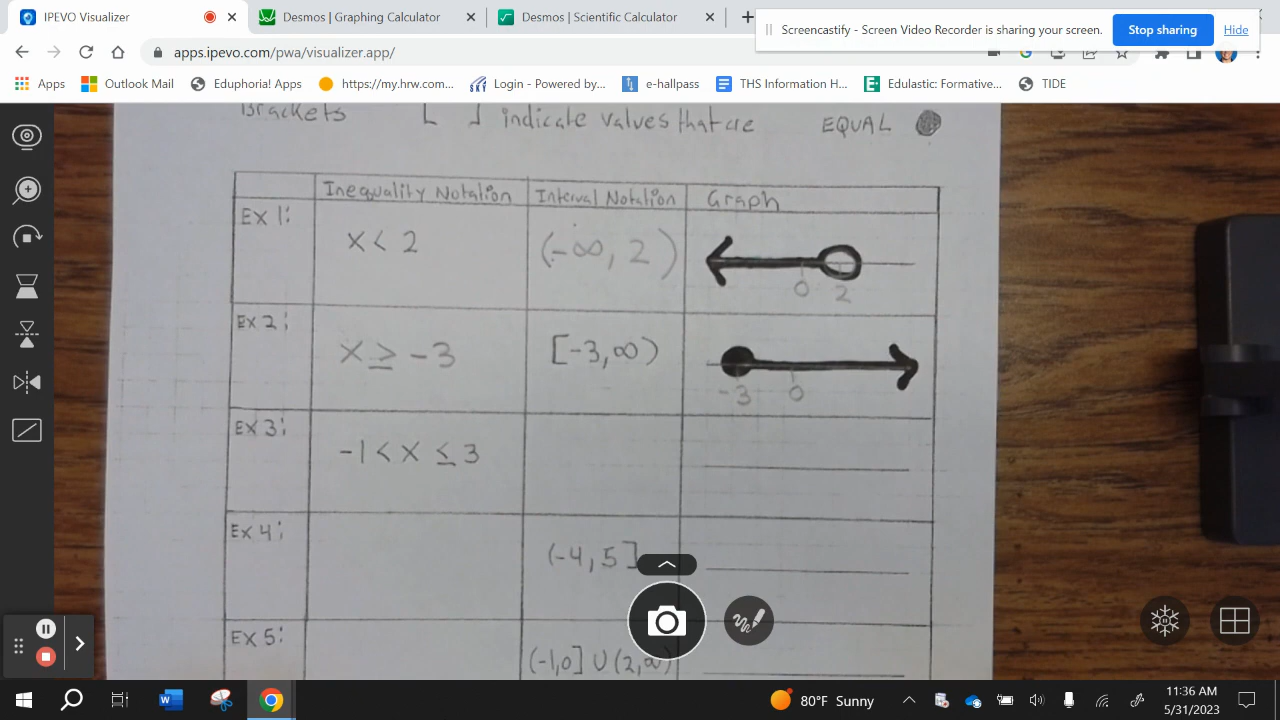 IPEVO Visualizer
Desmos | Graphing Calculator
Desmos | Scientific Calculator
Screencastify - Screen Video Recorder is sharing your screen.
Stop sharing
Hide
apps.ipevo.com/pwa/visualizer.app/
Apps
Outlook Mail
Eduphoria! Ap...
https://my.hrw.com...
Login - Powered by...
e-hallpass
THS Information H...
Edulastic: Formative...
TIDE
Brackets [ ] indicate values that are EQUAL
Inequality Notation Interval Notation Graph
Ex 1: x < 2 (-∞, 2)
0 2
Ex 2: x ≥ -3 [-3, ∞)
-3 0
Ex 3: -1 < x ≤ 3
Ex 4: (-4, 5]
Ex 5: (-1,0] ∪ (2,∞)
80°F Sunny
11:36 AM
5/31/2023